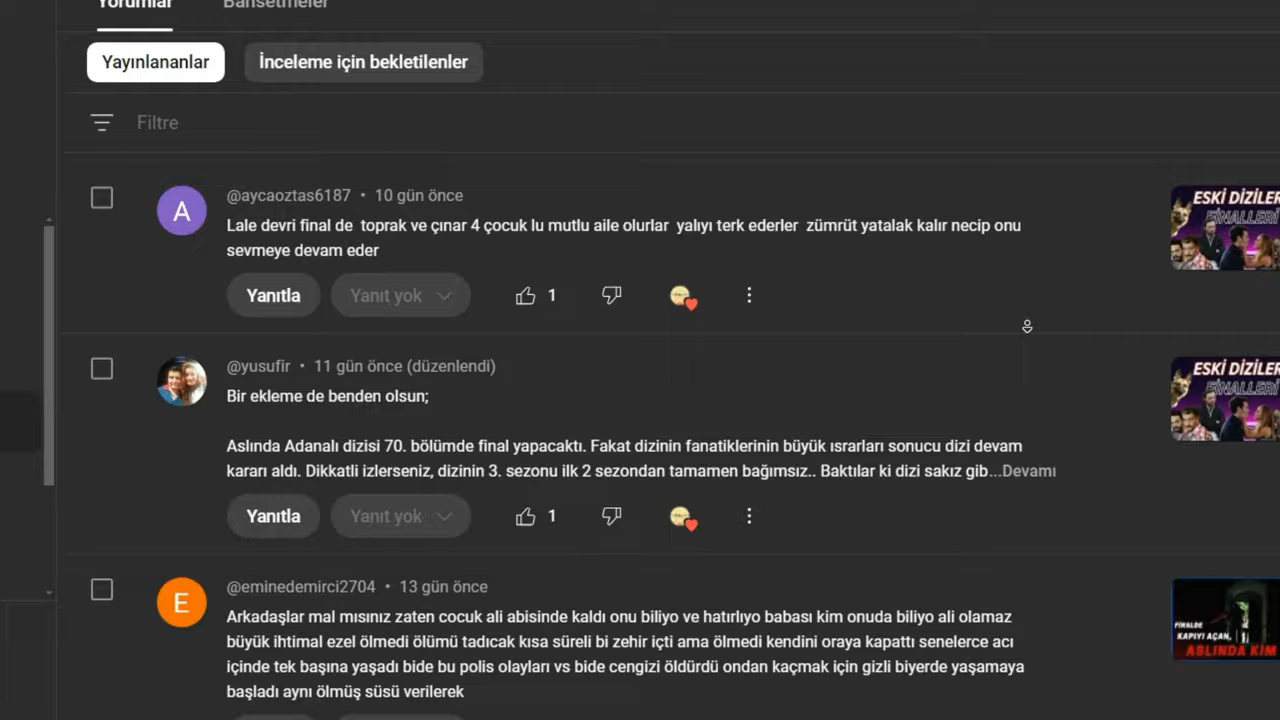 Yorumlar
Bahsetmeler
Yayınlananlar
İnceleme için bekletilenler
Filtre
A
@aycaoztas6187 • 10 gün önce
Lale devri final de toprak ve çınar 4 çocuk lu mutlu aile olurlar yalıyı terk ederler zümrüt yatalak kalır necip onu
sevmeye devam eder
Yanıtla
Yanıt yok
1
ESKİ DİZİLER
FİNALLERİ
@yusufir • 11 gün önce (düzenlendi)
Bir ekleme de benden olsun;
Aslında Adanalı dizisi 70. bölümde final yapacaktı. Fakat dizinin fanatiklerinin büyük ısrarları sonucu dizi devam
kararı aldı. Dikkatli izlerseniz, dizinin 3. sezonu ilk 2 sezondan tamamen bağımsız.. Baktılar ki dizi sakız gib...Devamı
Yanıtla
Yanıt yok
1
ESKİ DİZİLER
FİNALLERİ
E
@eminedemirci2704 • 13 gün önce
Arkadaşlar mal mısınız zaten cocuk ali abisinde kaldı onu biliyo ve hatırlıyo babası kim onuda biliyo ali olamaz
büyük ihtimal ezel ölmedi ölümü tadıcak kısa süreli bi zehir içti ama ölmedi kendini oraya kapattı senelerce acı
içinde tek başına yaşadı bide bu polis olayları vs bide cengizi öldürdü ondan kaçmak için gizli biyerde yaşamaya
başladı aynı ölmüş süsü verilerek
FİNALDE
KAPIYI AÇAN,
ASLINDA KİM